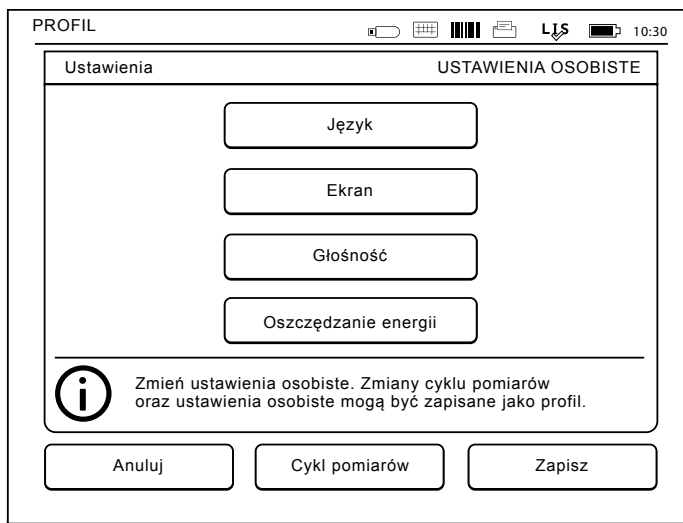 PROFIL LIS 10:30
Ustawienia USTAWIENIA OSOBISTE
Język
Ekran
Głośność
Oszczędzanie energii
Zmień ustawienia osobiste. Zmiany cyklu pomiarów
oraz ustawienia osobiste mogą być zapisane jako profil.
Anuluj Cykl pomiarów Zapisz